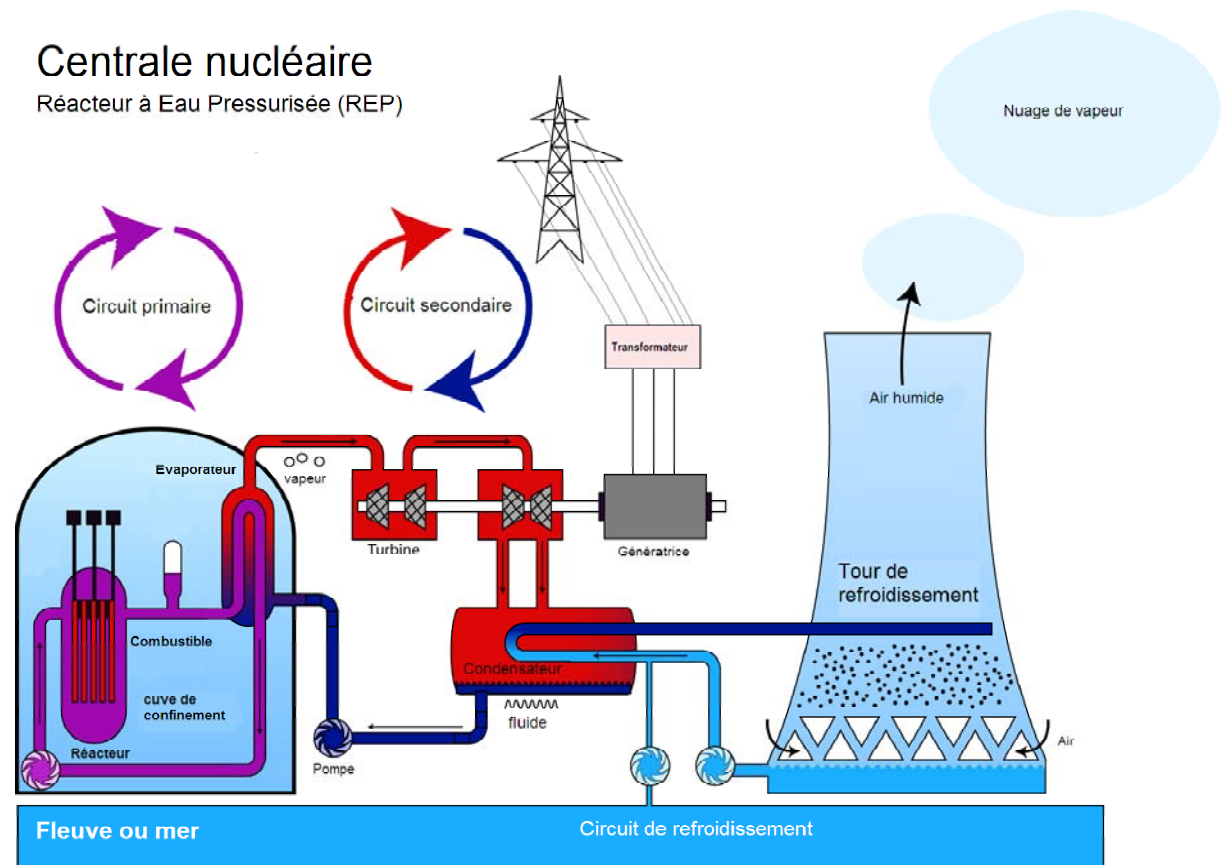 Centrale nucléaire
Réacteur à Eau Pressurisée (REP)
Nuage de vapeur
Circuit primaire
Circuit secondaire
Transformateur
Air humide
Evaporateur
vapeur
Turbine
Génératrice
Tour de
refroidissement
Combustible
Condensateur
cuve de
confinement
fluide
Réacteur
Pompe
Air
Fleuve ou mer
Circuit de refroidissement